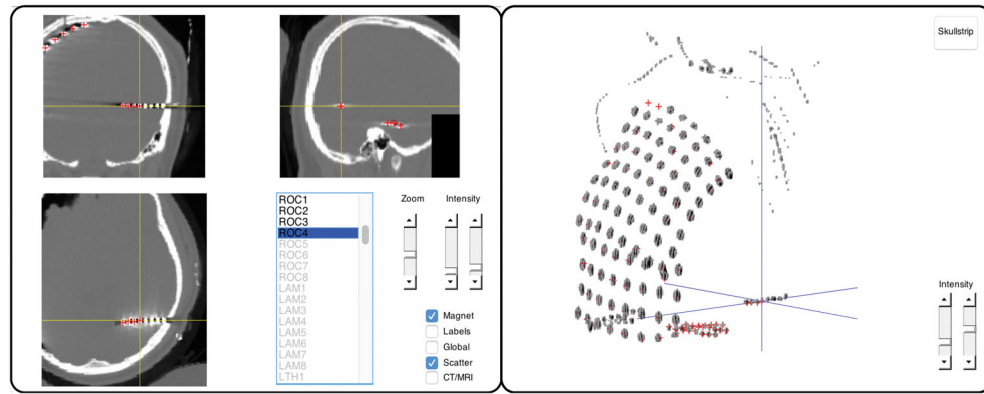 Skullstrip
ROC1
ROC2
ROC3
ROC4
ROC5
ROC6
ROC7
ROC8
LAM1
LAM2
LAM3
LAM4
LAM5
LAM6
LAM7
LAM8
LTH1
Zoom
Intensity
Magnet
Labels
Global
Scatter
CT/MRI
Intensity